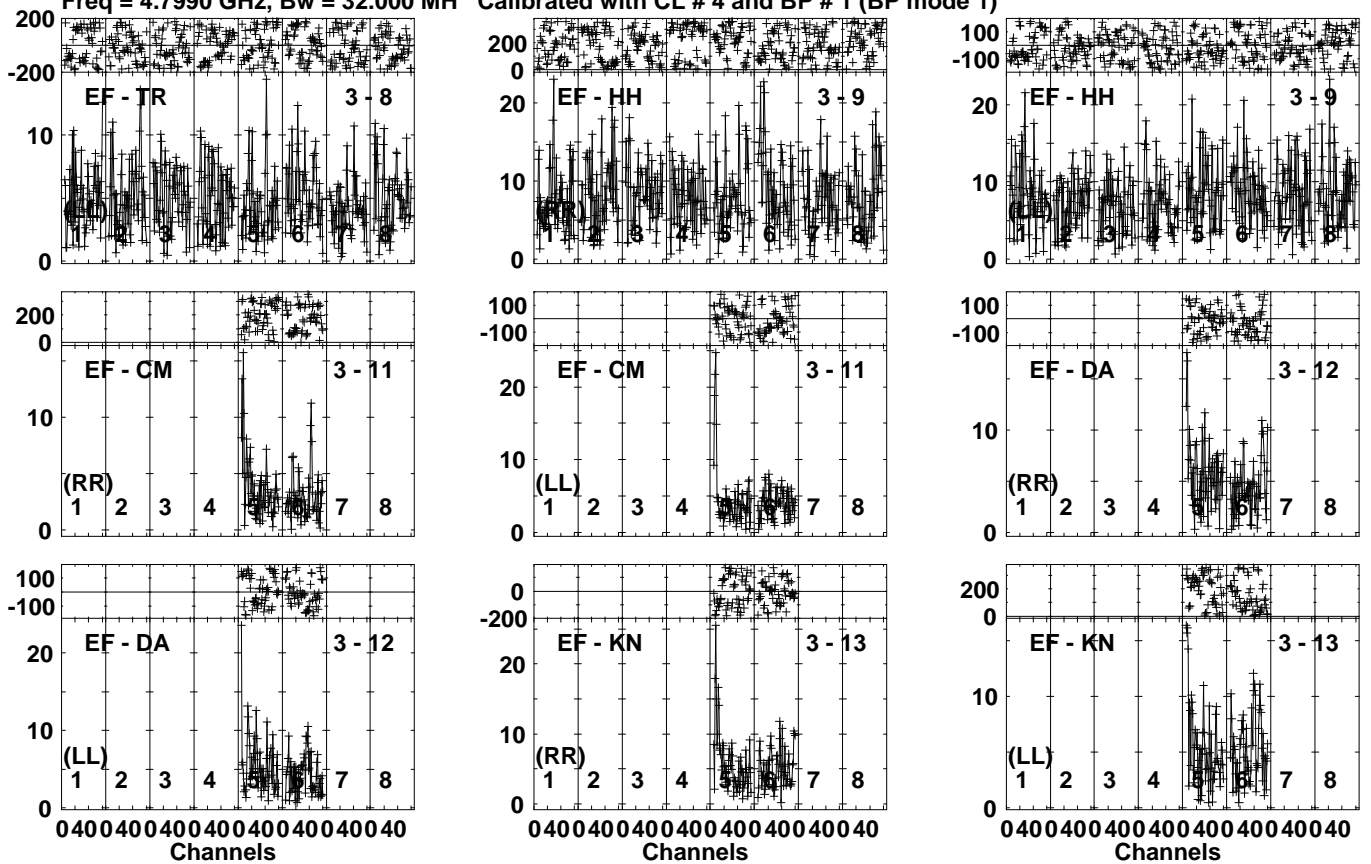 Freq = 4.7990 GHz, Bw = 32.000 MH Calibrated with CL # 4 and BP # 1 (BP mode 1)
200
-200
EF - TR 3 - 8
10
(LL)
1 2 3 4 5 6 7 8
0
200
0
EF - HH 3 - 9
20
10
(RR)
1 2 3 4 5 6 7 8
0
100
-100
EF - HH 3 - 9
20
10
(LL)
1 2 3 4 5 6 7 8
0
200
0
EF - CM 3 - 11
10
(RR)
1 2 3 4 5 6 7 8
0
100
-100
EF - CM 3 - 11
20
10
(LL)
1 2 3 4 5 6 7 8
0
100
-100
EF - DA 3 - 12
10
(RR)
1 2 3 4 5 6 7 8
0
100
-100
EF - DA 3 - 12
20
10
(LL)
1 2 3 4 5 6 7 8
0
0 40 0 40 0 40 0 40 0 40 0 40 0 40 0 40
Channels
0
-200
EF - KN 3 - 13
20
10
(RR)
1 2 3 4 5 6 7 8
0
0 40 0 40 0 40 0 40 0 40 0 40 0 40 0 40
Channels
200
0
EF - KN 3 - 13
10
(LL)
1 2 3 4 5 6 7 8
0
0 40 0 40 0 40 0 40 0 40 0 40 0 40 0 40
Channels